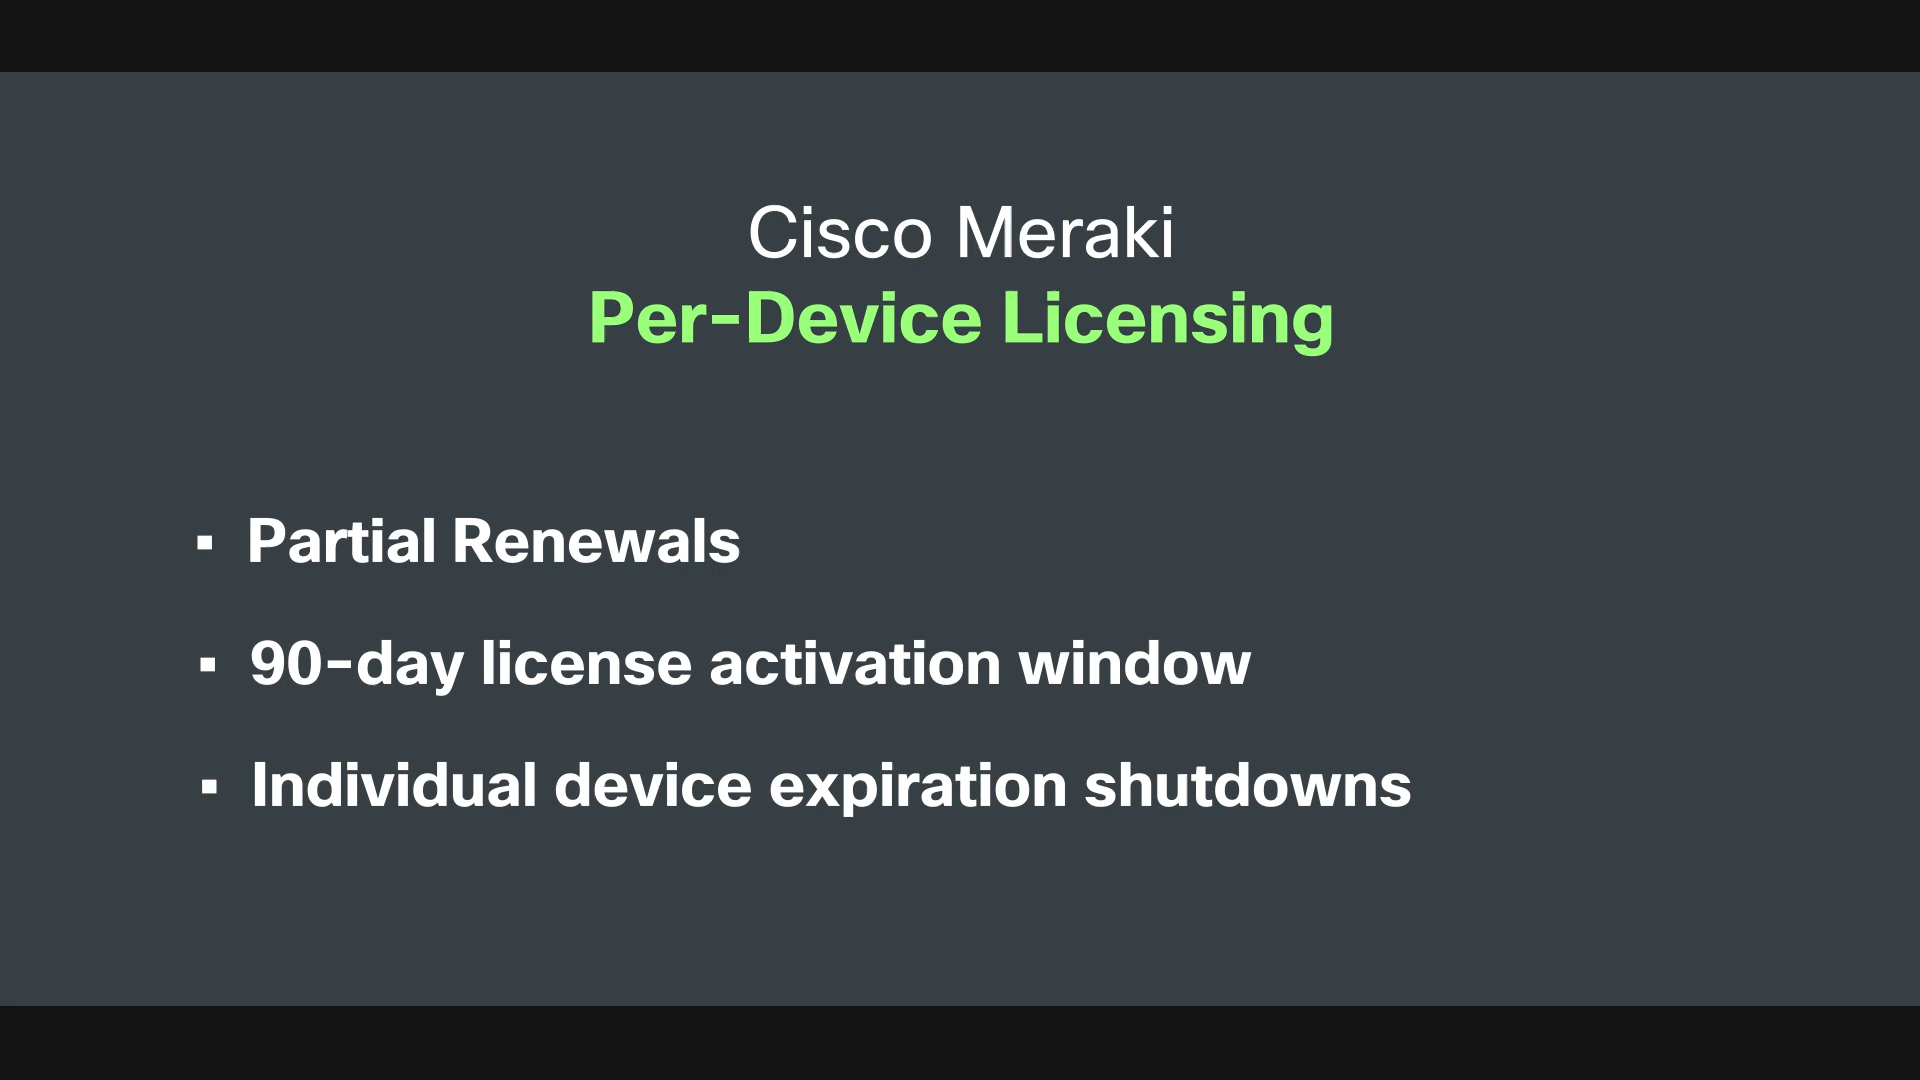 Cisco Meraki
Per-Device Licensing
▪ Partial Renewals
▪ 90-day license activation window
▪ Individual device expiration shutdowns